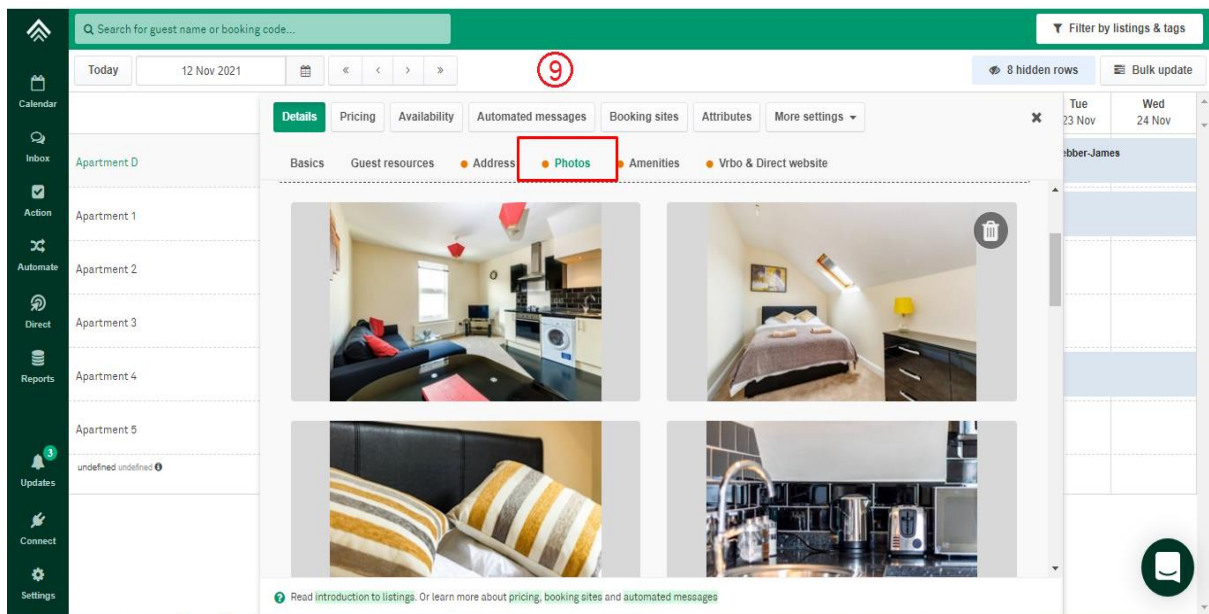 Search for guest name or booking code...
Filter by listings & tags
Today
12 Nov 2021
«
‹
›
»
9
8 hidden rows
Bulk update
Calendar
Inbox
Action
Automate
Direct
Reports
3
Updates
Connect
Settings
Apartment D
Apartment 1
Apartment 2
Apartment 3
Apartment 4
Apartment 5
undefined undefined
Details
Pricing
Availability
Automated messages
Booking sites
Attributes
More settings
Basics
Guest resources
Address
Photos
Amenities
Vrbo & Direct website
Tue
23 Nov
Wed
24 Nov
ebber-James
Read introduction to listings. Or learn more about pricing, booking sites and automated messages